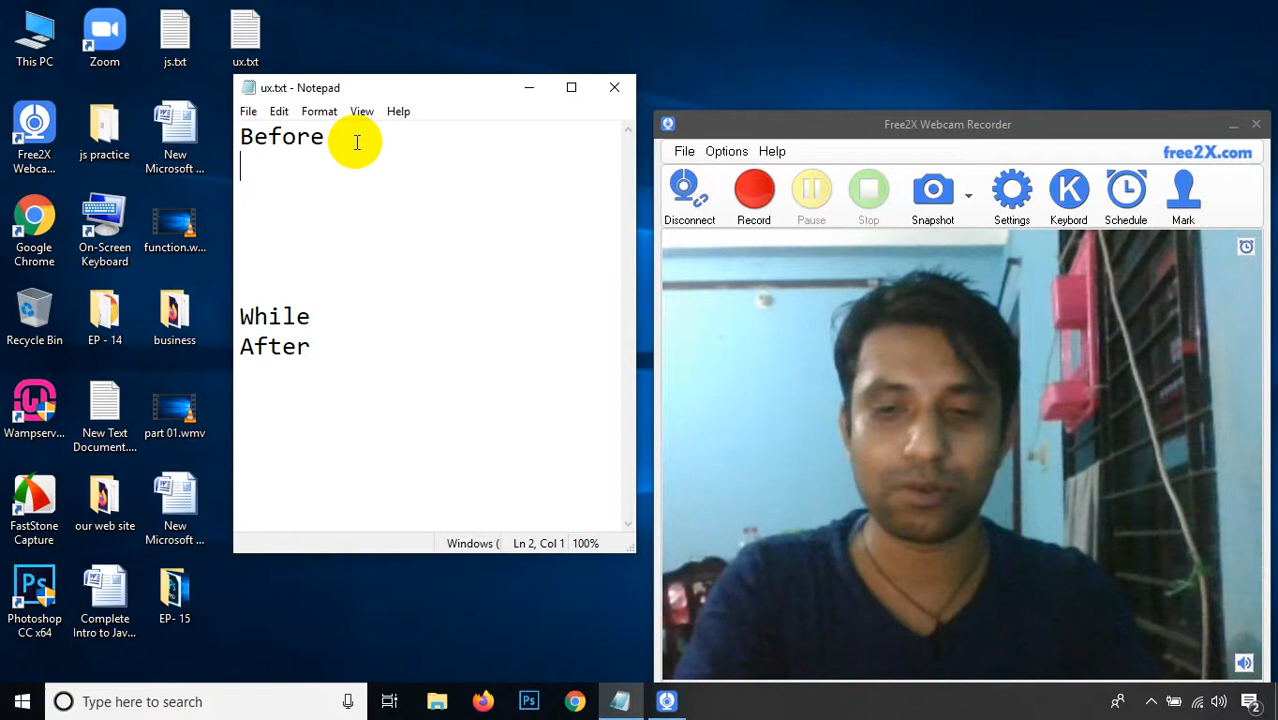 This PC
Zoom
js.txt
ux.txt
Free2X
Webca...
js practice
New
Microsoft ...
Google
Chrome
On-Screen
Keyboard
function.w...
Recycle Bin
EP - 14
business
Wampserv...
New Text
Document....
part 01.wmv
FastStone
Capture
our web site
New
Microsoft ...
Photoshop
CC x64
Complete
Intro to Jav...
EP- 15
ux.txt - Notepad
File Edit Format View Help
Before
While
After
Windows (
Ln 2, Col 1
100%
Free2X Webcam Recorder
File Options Help
free2X.com
Disconnect Record Pause Stop Snapshot Settings Keybord Schedule Mark
K
Type here to search
Ps
2